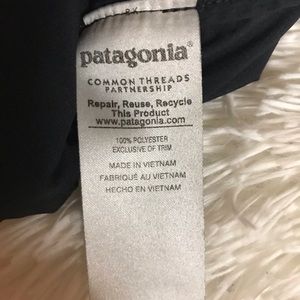 patagonia®
COMMON THREADS
PARTNERSHIP
Repair, Reuse, Recycle
This Product
www.patagonia.com
100% POLYESTER
EXCLUSIVE OF TRIM
MADE IN VIETNAM
FABRIQUÉ AU VIETNAM
HECHO EN VIETNAM